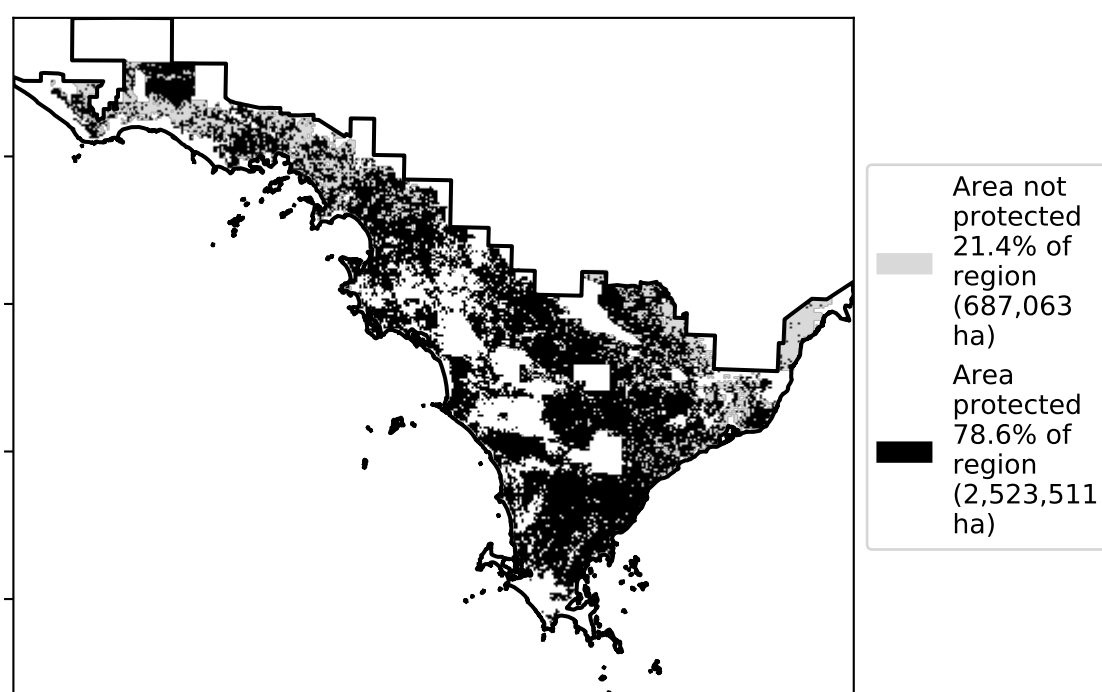 Area not
protected
21.4% of
region
(687,063
ha)
Area
protected
78.6% of
region
(2,523,511
ha)